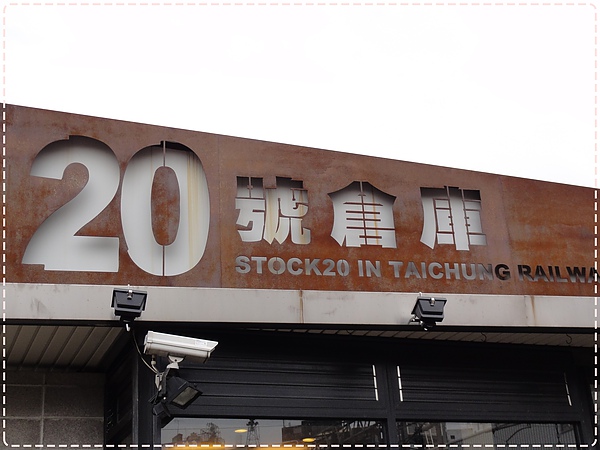 20號倉庫
STOCK20 IN TAICHUNG RAILWA